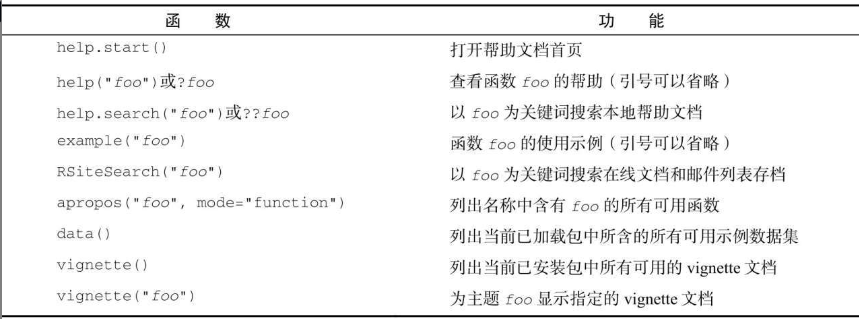 函 数 功 能
help.start() 打开帮助文档首页
help("foo")或?foo 查看函数 foo 的帮助（引号可以省略）
help.search("foo")或??foo 以 foo 为关键词搜索本地帮助文档
example("foo") 函数 foo 的使用示例（引号可以省略）
RSiteSearch("foo") 以 foo 为关键词搜索在线文档和邮件列表存档
apropos("foo", mode="function") 列出名称中含有 foo 的所有可用函数
data() 列出当前已加载包中所含的所有可用示例数据集
vignette() 列出当前已安装包中所有可用的 vignette 文档
vignette("foo") 为主题 foo 显示指定的 vignette 文档